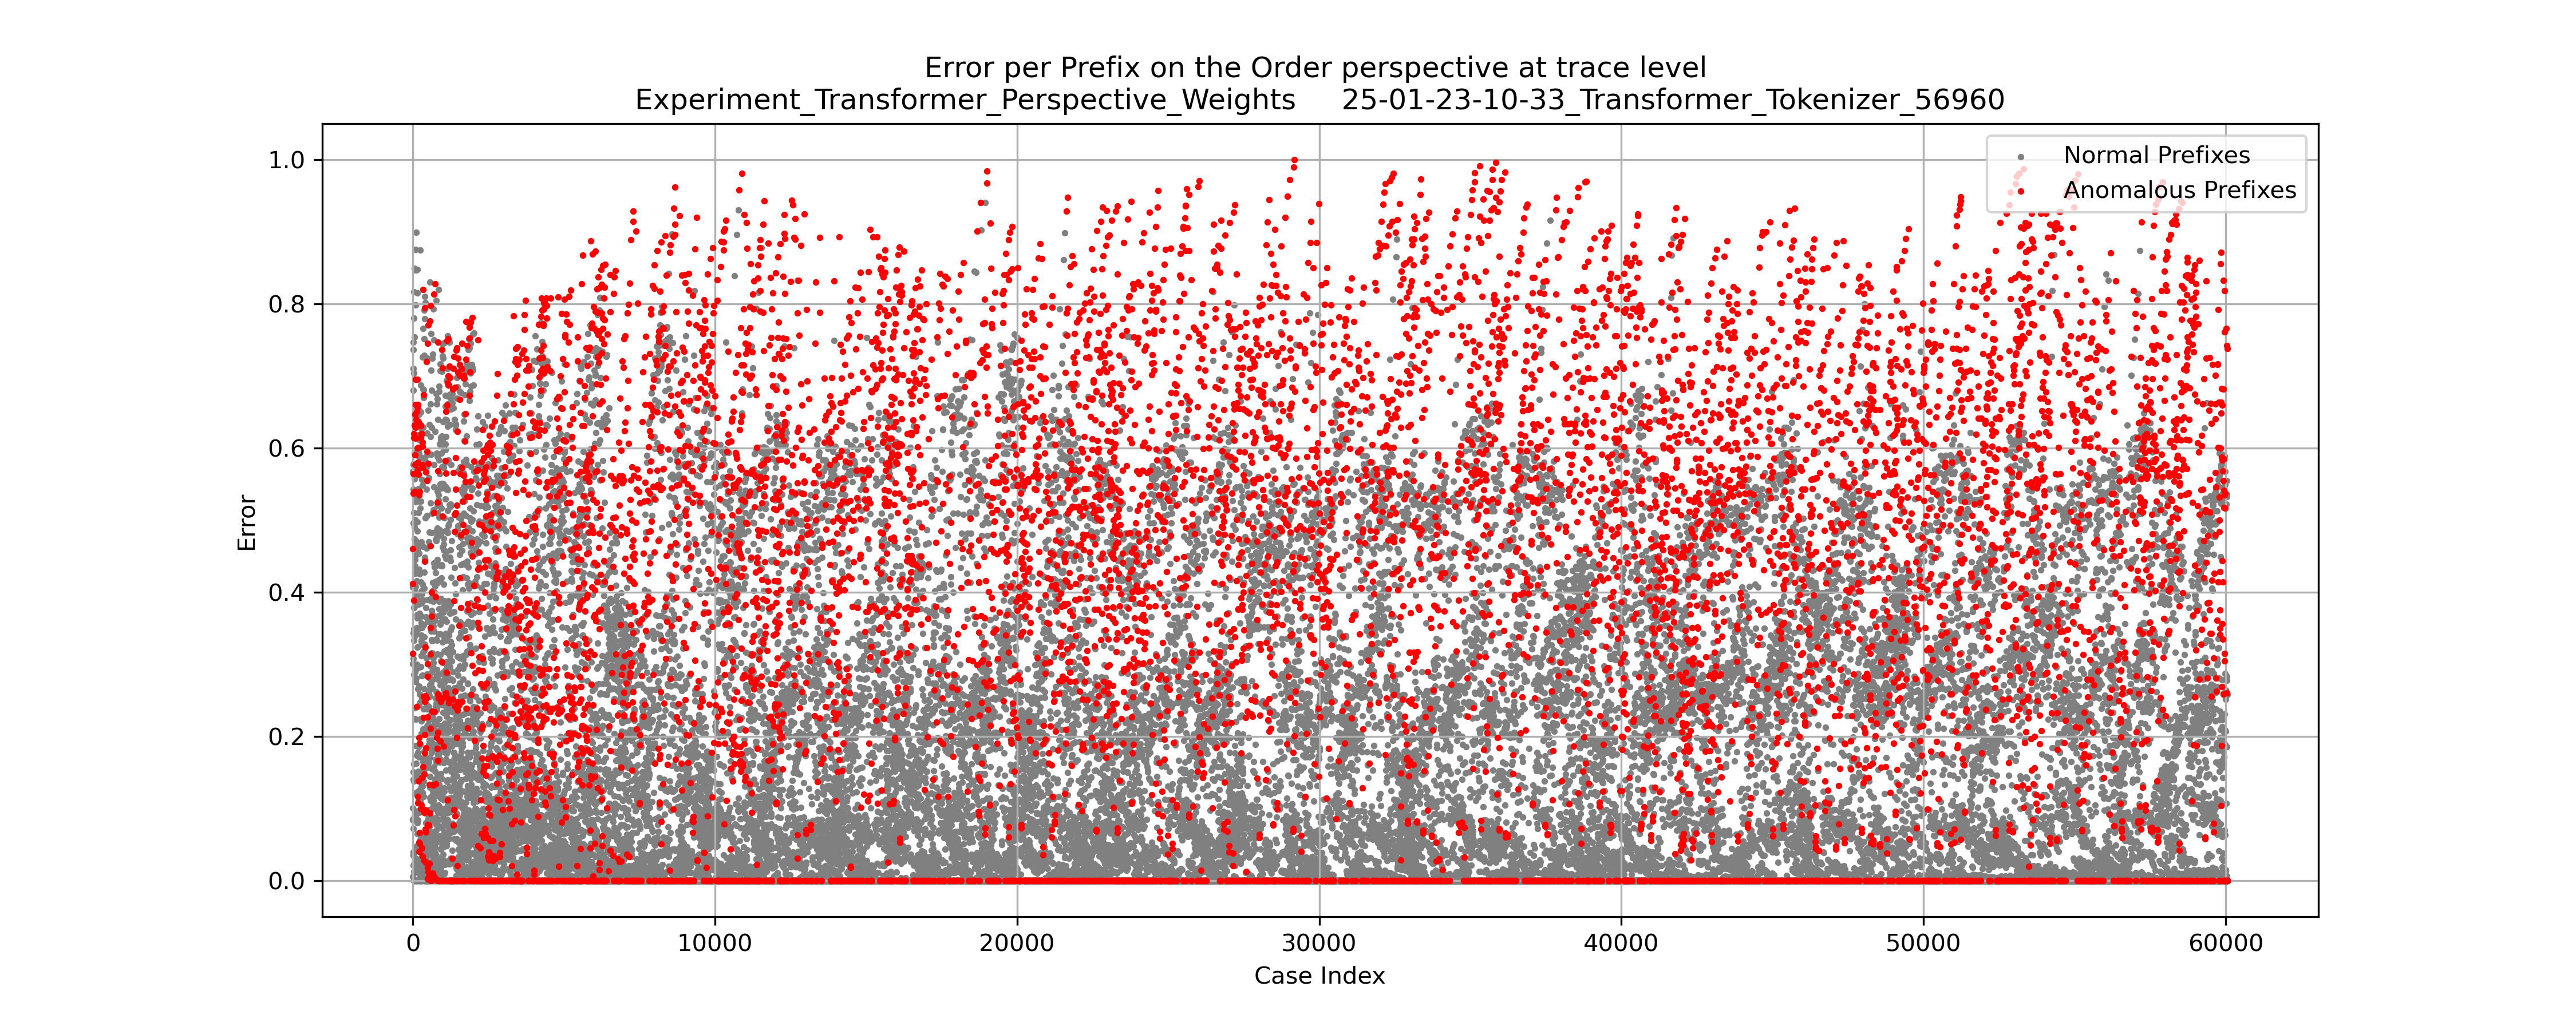 Error per Prefix on the Order perspective at trace level
Experiment_Transformer_Perspective_Weights 25-01-23-10-33_Transformer_Tokenizer_56960
Normal Prefixes
Anomalous Prefixes
1.0
0.8
0.6
0.4
0.2
0.0
Error
0 10000 20000 30000 40000 50000 60000
Case Index